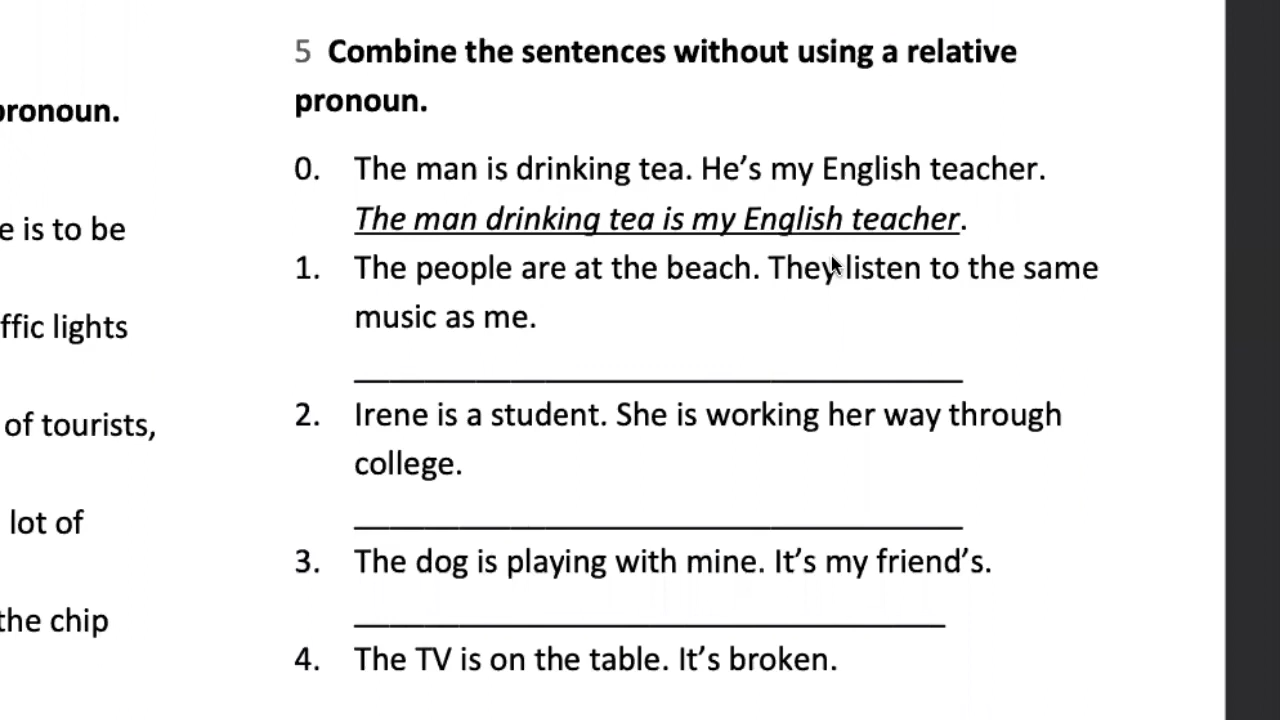 pronoun.
e is to be
ffic lights
of tourists,
lot of
the chip
5 Combine the sentences without using a relative
pronoun.
0. The man is drinking tea. He’s my English teacher.
The man drinking tea is my English teacher.
1. The people are at the beach. They listen to the same
music as me.
2. Irene is a student. She is working her way through
college.
3. The dog is playing with mine. It’s my friend’s.
4. The TV is on the table. It’s broken.